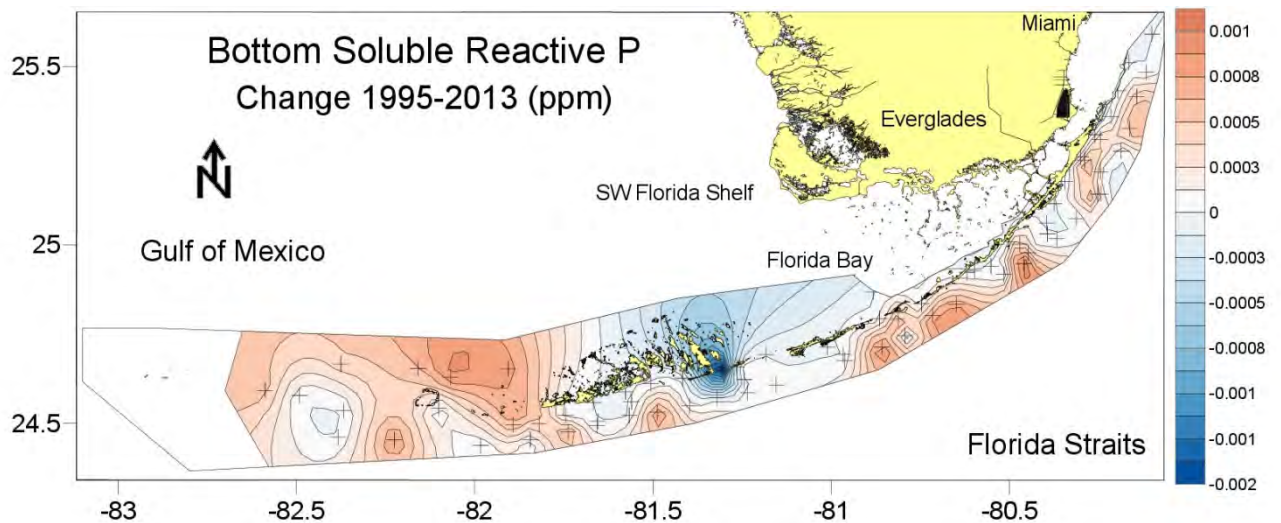 Bottom Soluble Reactive P
Change 1995-2013 (ppm)
N
Miami
Everglades
SW Florida Shelf
Gulf of Mexico
Florida Bay
Florida Straits
25.5
25
24.5
-83
-82.5
-82
-81.5
-81
-80.5
0.001
0.0008
0.0005
0.0003
0
-0.0003
-0.0005
-0.0008
-0.001
-0.001
-0.002